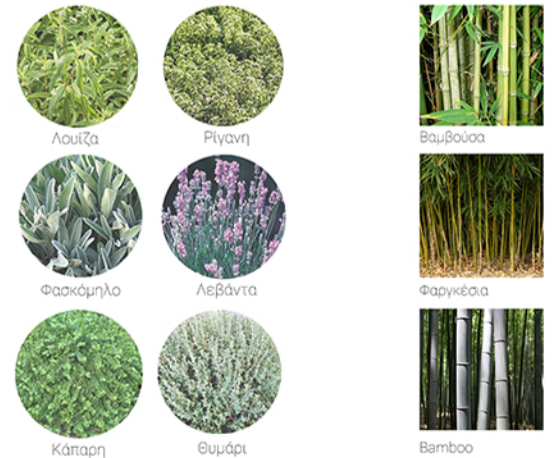 Λουίζα
Ρίγανη
Βαμβούσα
Φασκόμηλο
Λεβάντα
Φαργκέσια
Κάπαρη
Θυμάρι
Bamboo